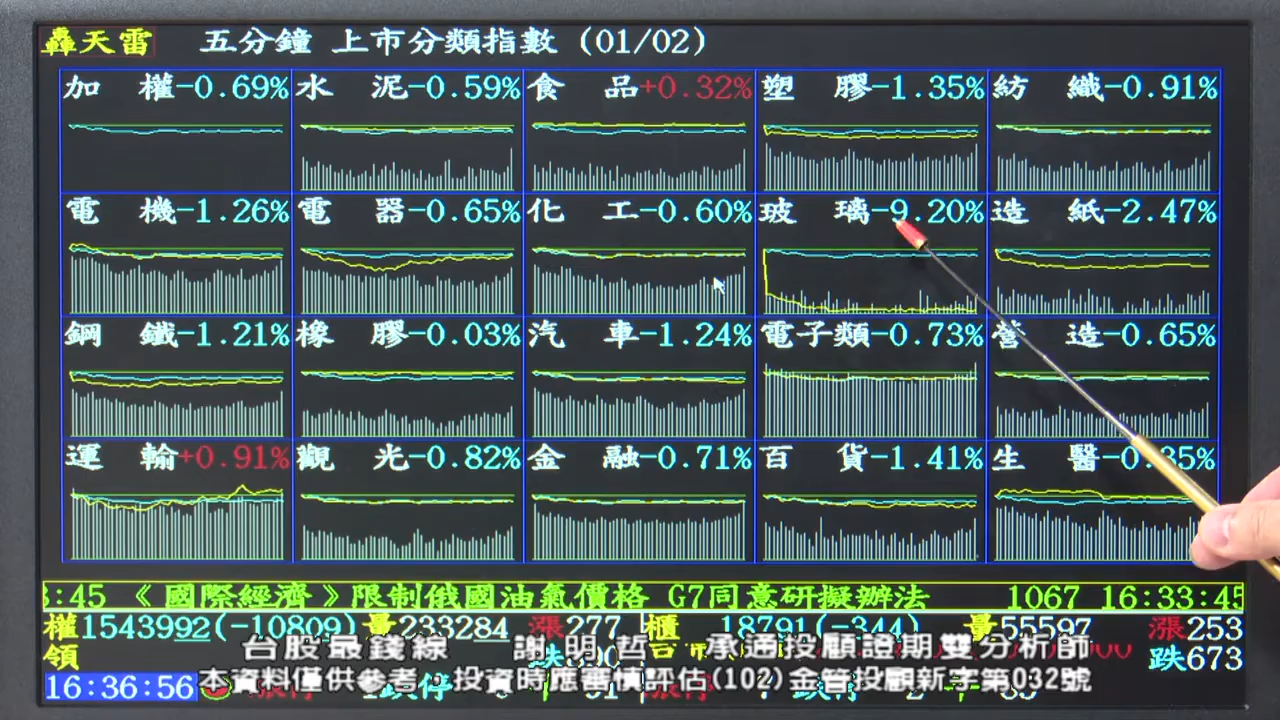 轟天雷 五分鐘 上市分類指數 (01/02)
加權-0.69% 水泥-0.59% 食品+0.32% 塑膠-1.35% 紡織-0.91%
電機-1.26% 電器-0.65% 化工-0.60% 玻璃-9.20% 造紙-2.47%
鋼鐵-1.21% 橡膠-0.03% 汽車-1.24% 電子類-0.73% 營造-0.65%
運輸+0.91% 觀光-0.82% 金融-0.71% 百貨-1.41% 生醫-0.35%
:45 《國際經濟》限制俄國油氣價格 G7同意研擬辦法 1067 16:33:45
權1543992(-10809)量233284 漲277 櫃 18791(-344) 量55597 漲253
領 跌673
台股最錢線 謝明哲 承通投顧證期雙分析師
16:36:56
本資料僅供參考，投資時應審慎評估(102)金管投顧新字第032號